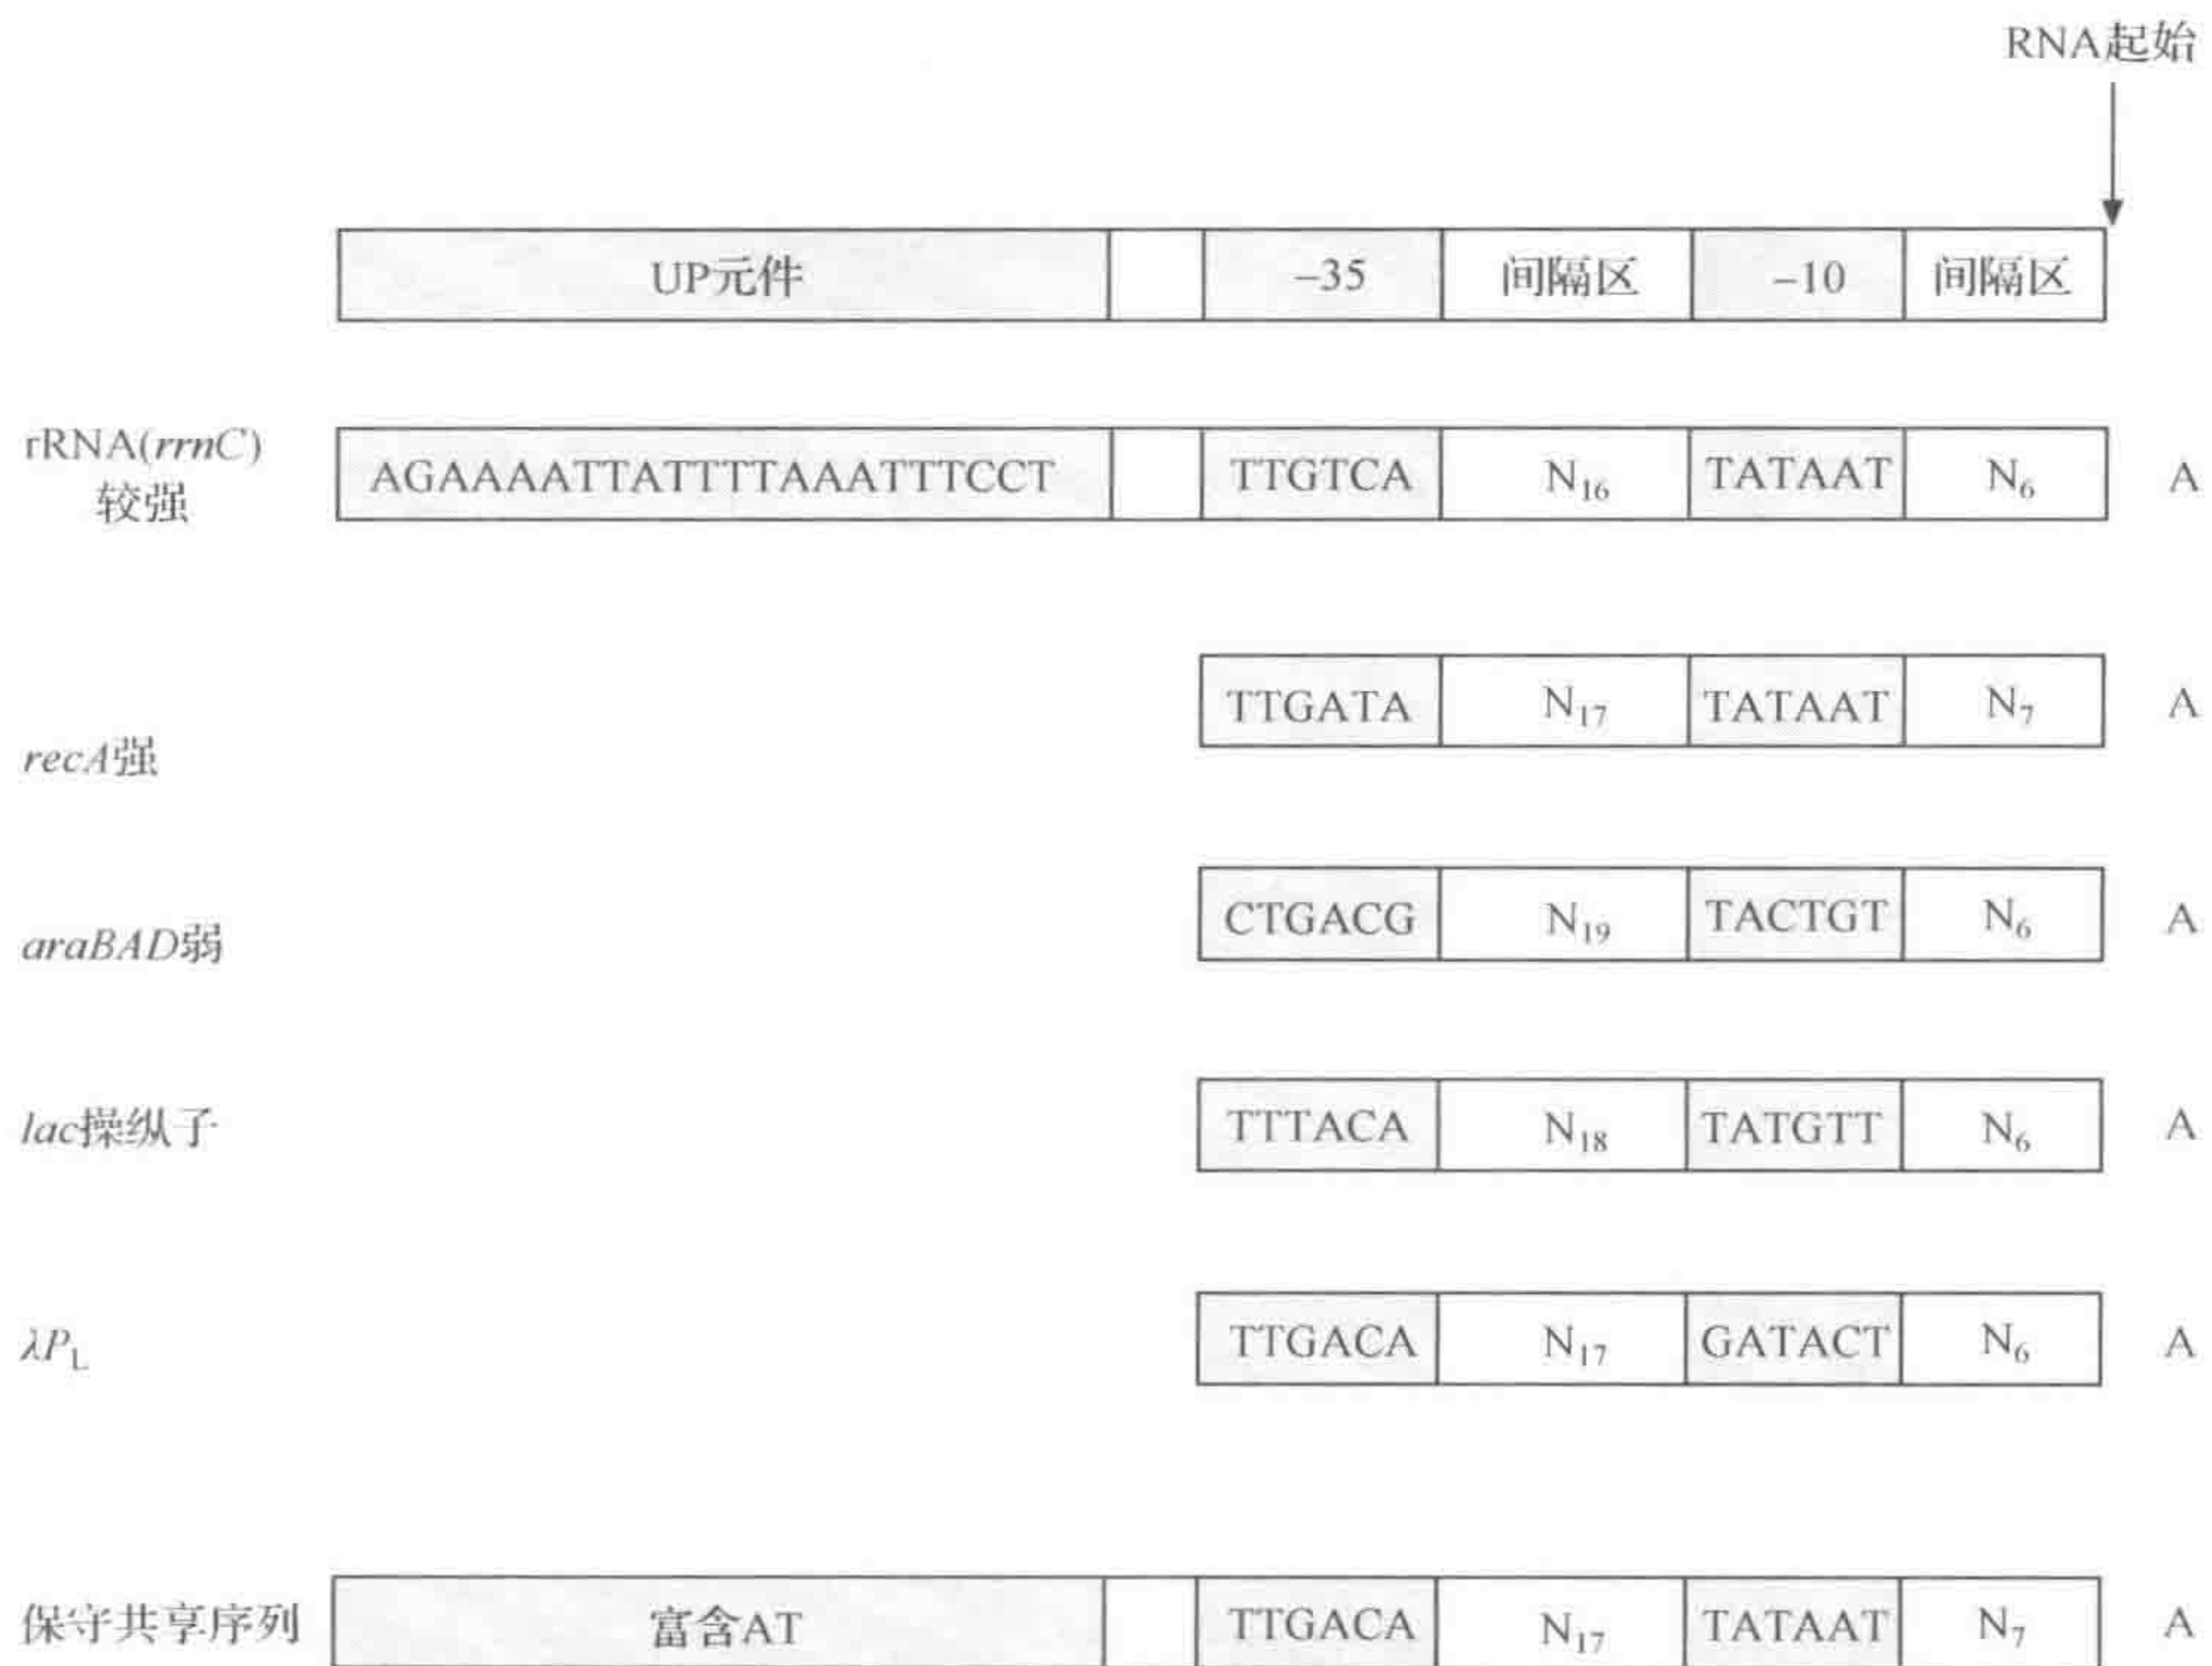 RNA起始
UP元件 -35 间隔区 -10 间隔区
rRNA(rrnC)
较强
AGAAAATTATTTTAAATTTCCT TTGTCA N16 TATAAT N6 A
TTGATA N17 TATAAT N7 A
recA强
CTGACG N19 TACTGT N6 A
araBAD弱
lac操纵子 TTTACA N18 TATGTT N6 A
λPL TTGACA N17 GATACT N6 A
保守共享序列 富含AT TTGACA N17 TATAAT N7 A